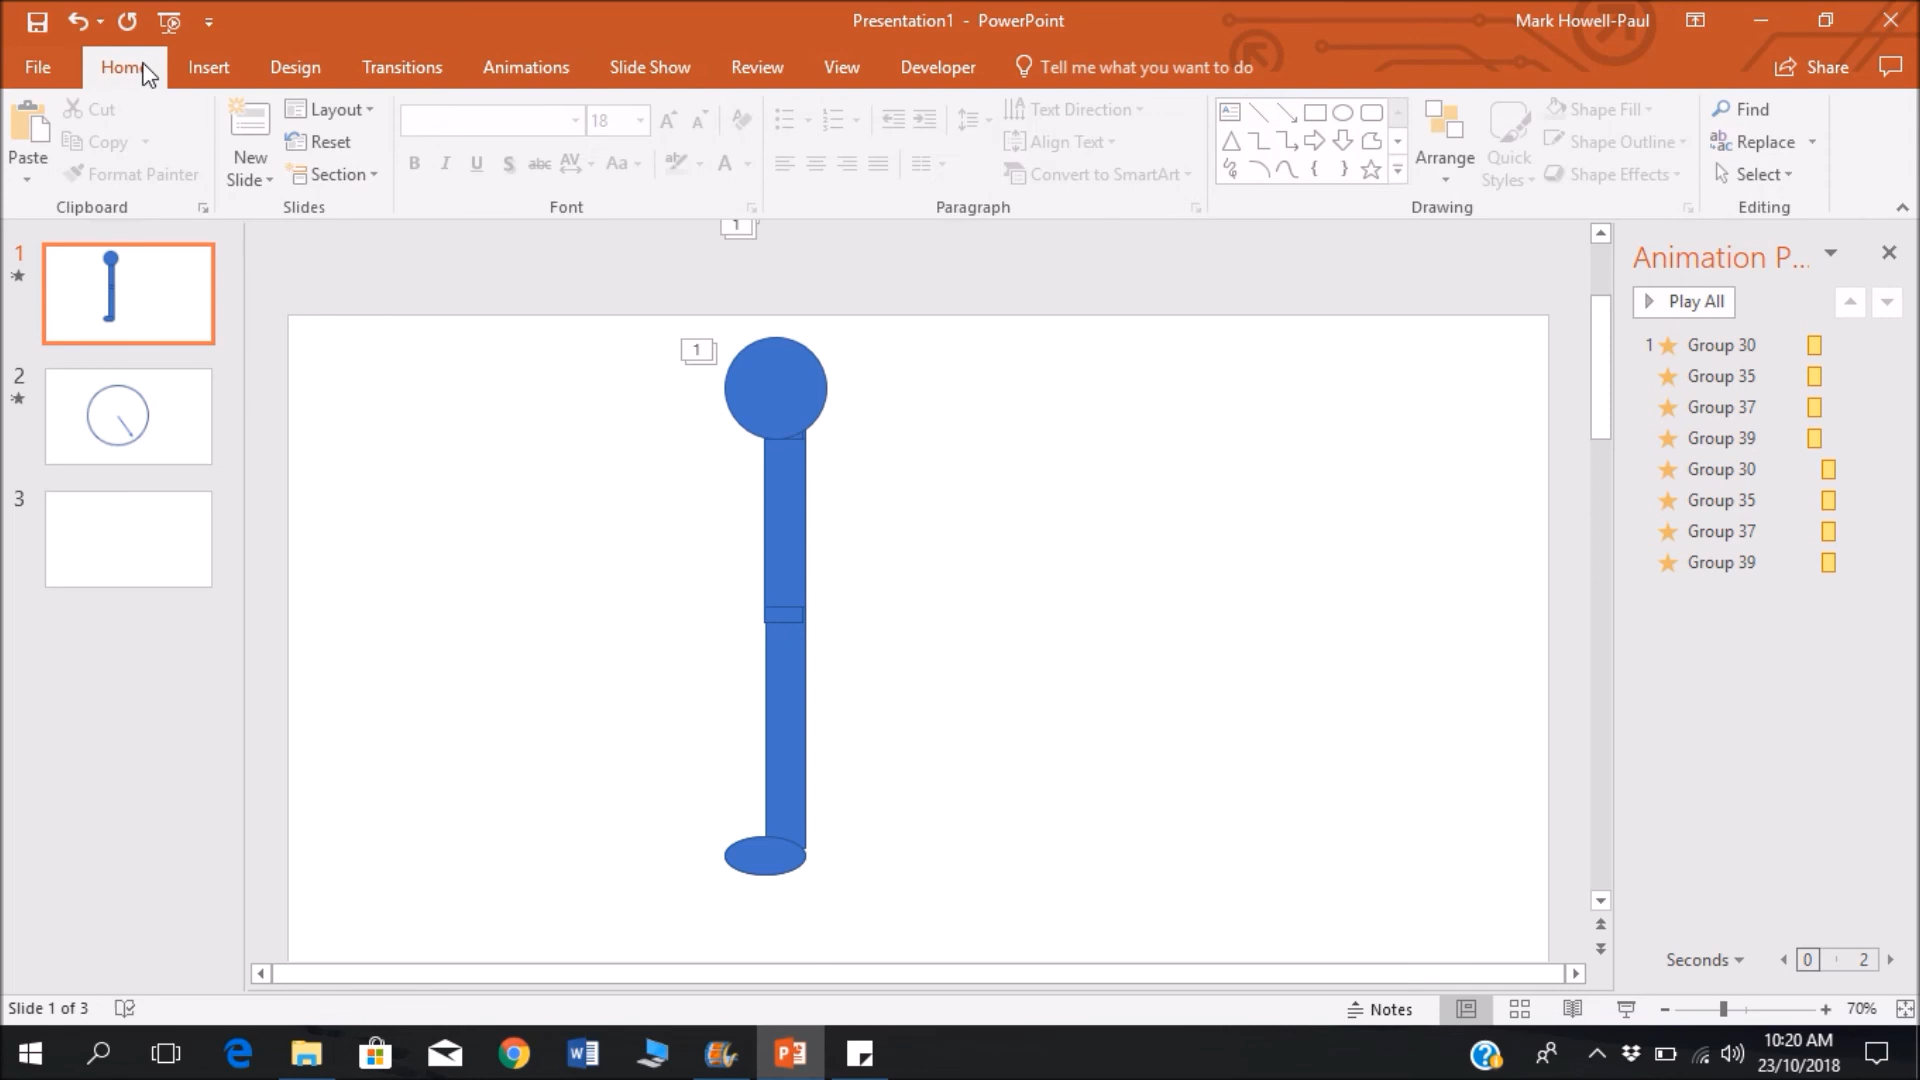 Presentation1 - PowerPoint
Mark Howell-Paul
File Home Insert Design Transitions Animations Slide Show Review View Developer Tell me what you want to do Share
Paste
Cut
Copy
Format Painter
Clipboard
New
Slide
Layout
Reset
Section
Slides
18
B I U S abc AV Aa A
Font
Text Direction
Align Text
Convert to SmartArt
Paragraph
Arrange
Quick
Styles
Shape Fill
Shape Outline
Shape Effects
Drawing
Find
Replace
Select
Editing
1
2
3
1
1
Animation P...
Play All
1 Group 30
Group 35
Group 37
Group 39
Group 30
Group 35
Group 37
Group 39
Seconds 0 2
Slide 1 of 3
Notes
70%
10:20 AM
23/10/2018